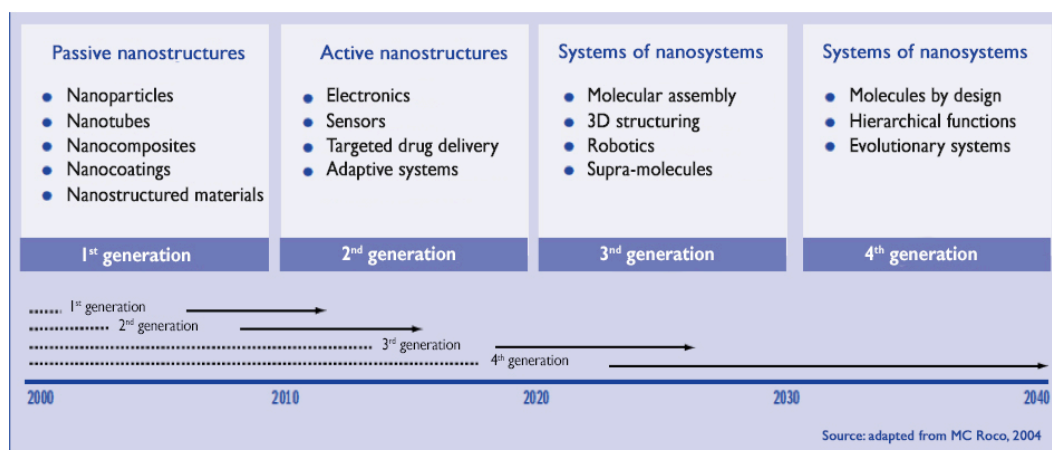 Passive nanostructures
• Nanoparticles
• Nanotubes
• Nanocomposites
• Nanocoatings
• Nanostructured materials
1st generation
Active nanostructures
• Electronics
• Sensors
• Targeted drug delivery
• Adaptive systems
2nd generation
Systems of nanosystems
• Molecular assembly
• 3D structuring
• Robotics
• Supra-molecules
3rd generation
Systems of nanosystems
• Molecules by design
• Hierarchical functions
• Evolutionary systems
4th generation
1st generation
2nd generation
3rd generation
4th generation
2000 2010 2020 2030 2040
Source: adapted from MC Roco, 2004